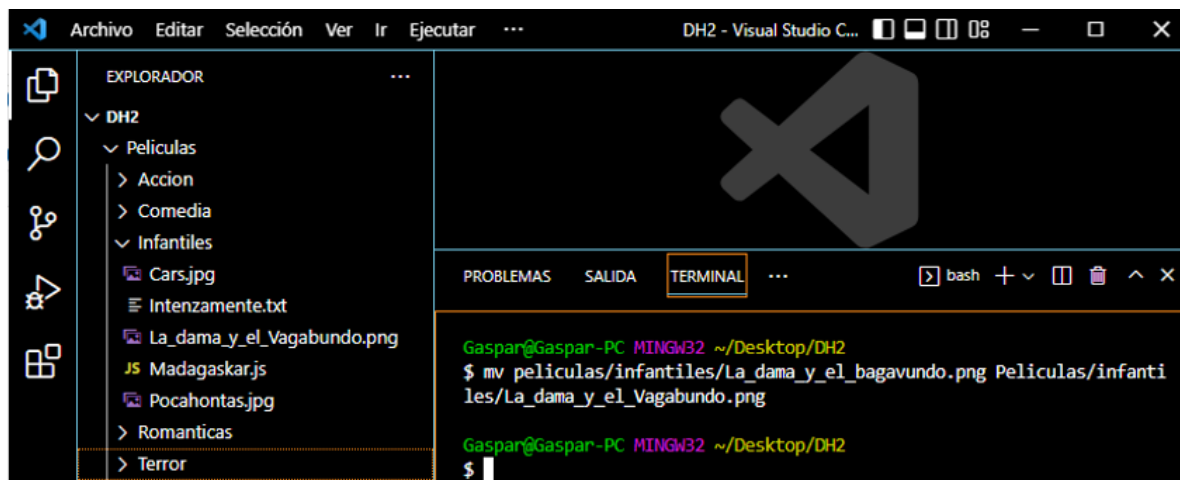 Archivo Editar Selección Ver Ir Ejecutar ··· DH2 - Visual Studio C...
EXPLORADOR ···
DH2
Peliculas
Accion
Comedia
Infantiles
Cars.jpg
Intenzamente.txt
La_dama_y_el_Vagabundo.png
JS Madagaskar.js
Pocahontas.jpg
Romanticas
Terror
PROBLEMAS SALIDA TERMINAL ··· bash
Gaspar@Gaspar-PC MINGW32 ~/Desktop/DH2
$ mv peliculas/infantiles/La_dama_y_el_bagavundo.png Peliculas/infanti
les/La_dama_y_el_Vagabundo.png
Gaspar@Gaspar-PC MINGW32 ~/Desktop/DH2
$